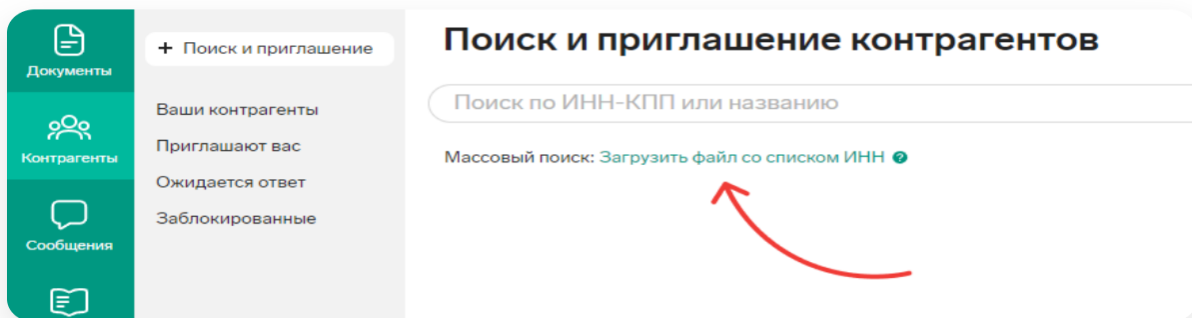 Документы
Контрагенты
Сообщения
+ Поиск и приглашение
Ваши контрагенты
Приглашают вас
Ожидается ответ
Заблокированные
Поиск и приглашение контрагентов
Поиск по ИНН-КПП или названию
Массовый поиск: Загрузить файл со списком ИНН ?